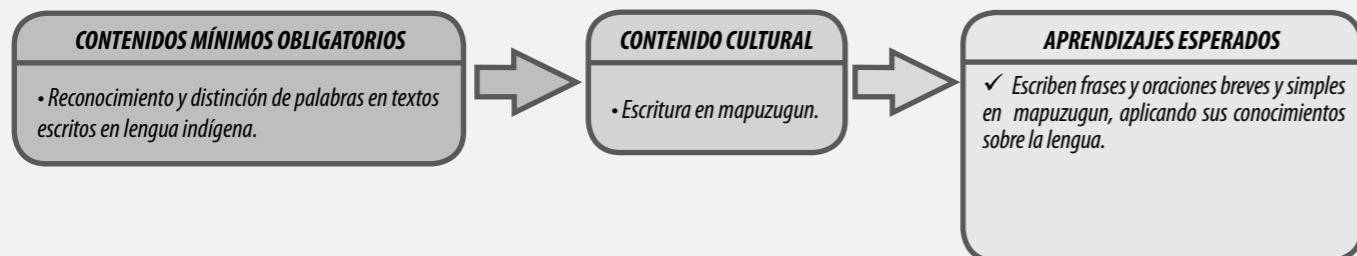 CONTENIDOS MÍNIMOS OBLIGATORIOS
• Reconocimiento y distinción de palabras en textos
escritos en lengua indígena.
CONTENIDO CULTURAL
• Escritura en mapuzugun.
APRENDIZAJES ESPERADOS
✓ Escriben frases y oraciones breves y simples
en mapuzugun, aplicando sus conocimientos
sobre la lengua.